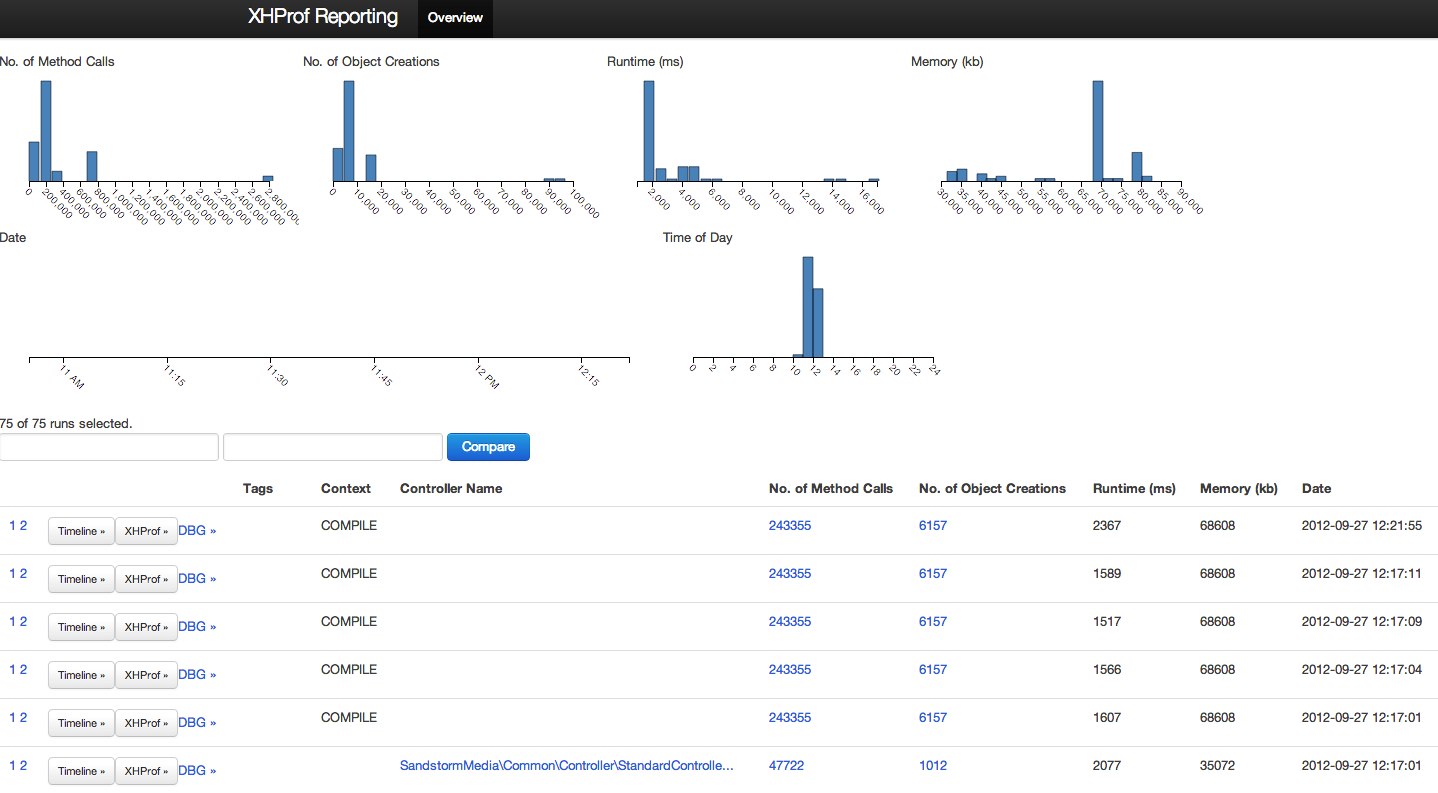 XHProf Reporting Overview
No. of Method Calls No. of Object Creations Runtime (ms) Memory (kb)
0 200,000 400,000 600,000 800,000 1,000,000 1,200,000 1,400,000 1,600,000 1,800,000 2,000,000 2,200,000 2,400,000 2,600,000 2,800,00
0 10,000 20,000 30,000 40,000 50,000 60,000 70,000 80,000 90,000 100,000
2,000 4,000 6,000 8,000 10,000 12,000 14,000 16,000
30,000 35,000 40,000 45,000 50,000 55,000 60,000 65,000 70,000 75,000 80,000 85,000 90,000
Date Time of Day
11 AM 11:15 11:30 11:45 12 PM 12:15
0 2 4 6 8 10 12 14 16 18 20 22 24
75 of 75 runs selected.
Compare
Tags Context Controller Name No. of Method Calls No. of Object Creations Runtime (ms) Memory (kb) Date
1 2 Timeline » XHProf » DBG » COMPILE 243355 6157 2367 68608 2012-09-27 12:21:55
1 2 Timeline » XHProf » DBG » COMPILE 243355 6157 1589 68608 2012-09-27 12:17:11
1 2 Timeline » XHProf » DBG » COMPILE 243355 6157 1517 68608 2012-09-27 12:17:09
1 2 Timeline » XHProf » DBG » COMPILE 243355 6157 1566 68608 2012-09-27 12:17:04
1 2 Timeline » XHProf » DBG » COMPILE 243355 6157 1607 68608 2012-09-27 12:17:01
1 2 Timeline » XHProf » DBG » SandstormMedia\Common\Controller\StandardControlle... 47722 1012 2077 35072 2012-09-27 12:17:01